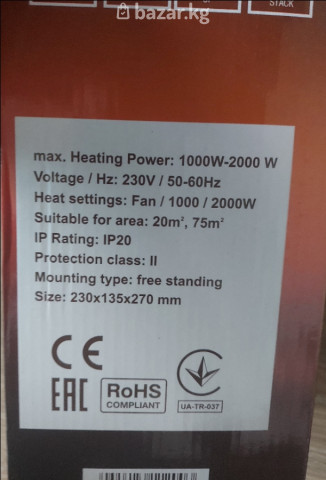 bazar.kg
STACK
max. Heating Power: 1000W-2000 W
Voltage / Hz: 230V / 50-60Hz
Heat settings: Fan / 1000 / 2000W
Suitable for area: 20m², 75m²
IP Rating: IP20
Protection class: II
Mounting type: free standing
Size: 230x135x270 mm
CE
EAC
RoHS
COMPLIANT
UA-TR-037